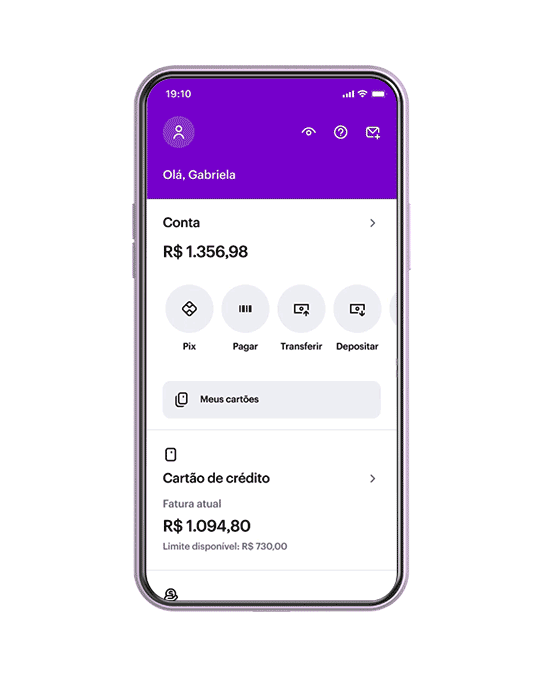 19:10
Olá, Gabriela
Conta
R$ 1.356,98
Pix
Pagar
Transferir
Depositar
Meus cartões
Cartão de crédito
Fatura atual
R$ 1.094,80
Limite disponível: R$ 730,00